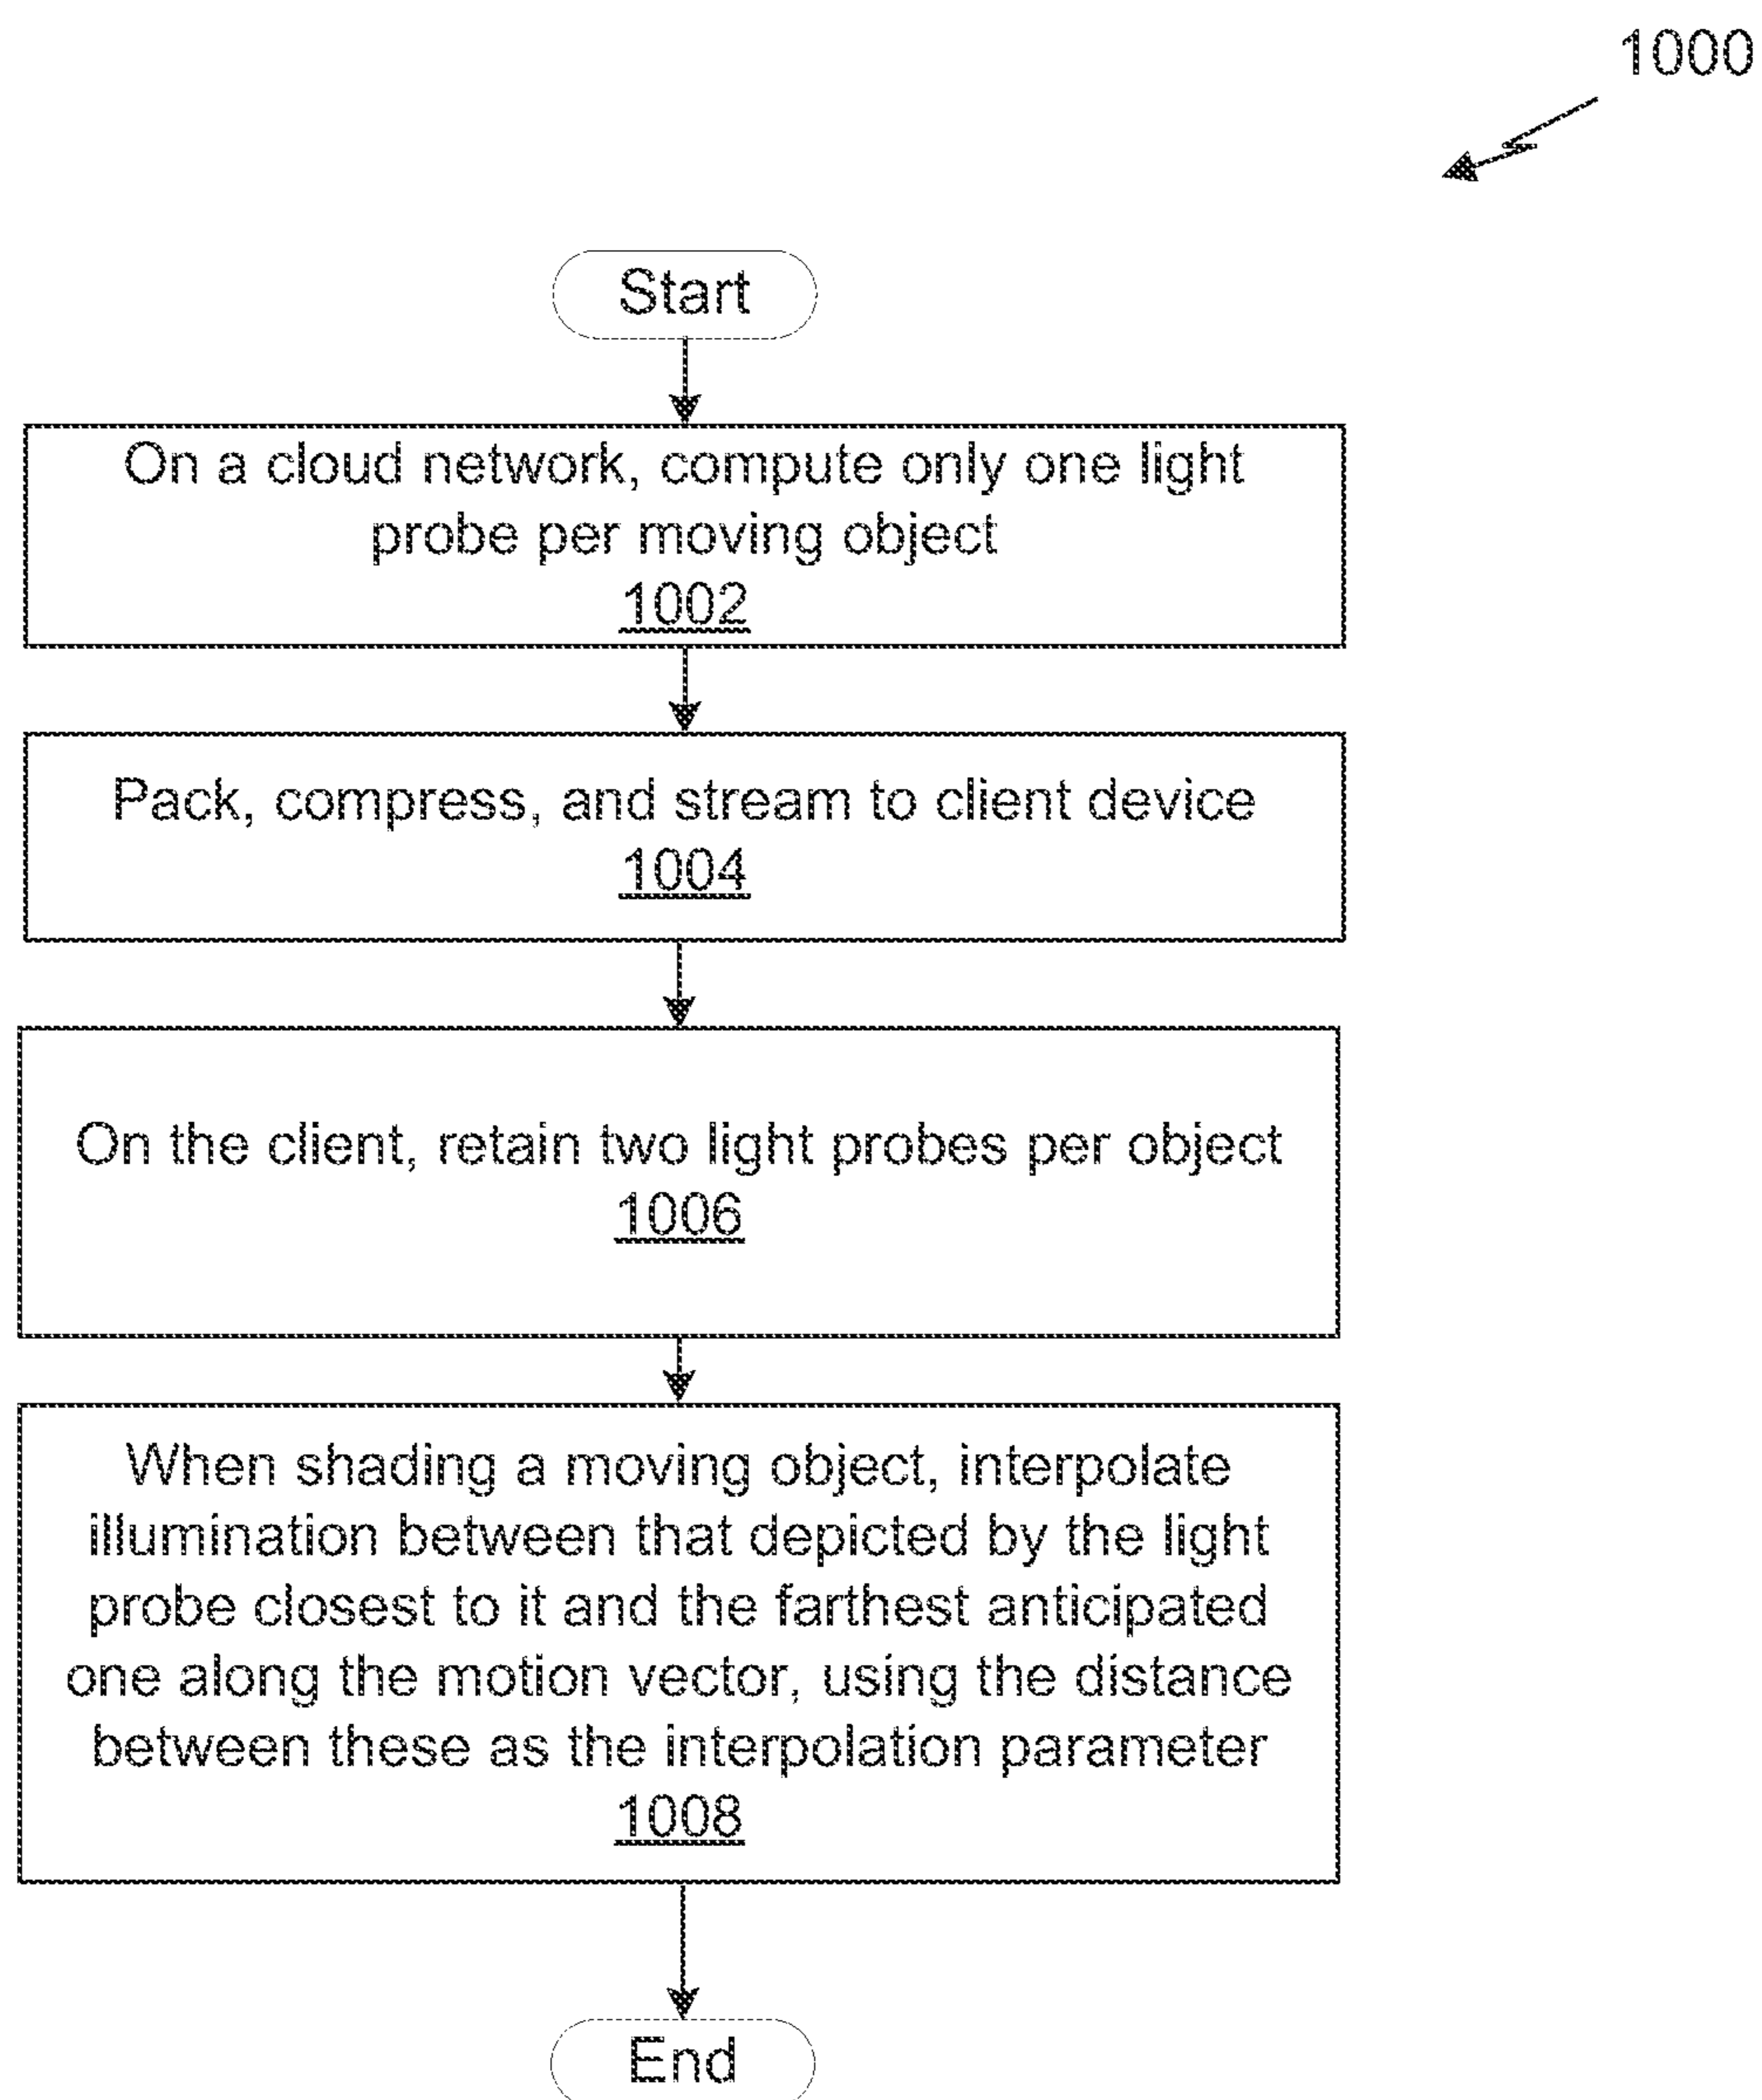 1000
Start
On a cloud network, compute only one light
probe per moving object
1002
Pack, compress, and stream to client device
1004
On the client, retain two light probes per object
1006
When shading a moving object, interpolate
illumination between that depicted by the light
probe closest to it and the farthest anticipated
one along the motion vector, using the distance
between these as the interpolation parameter
1008
End